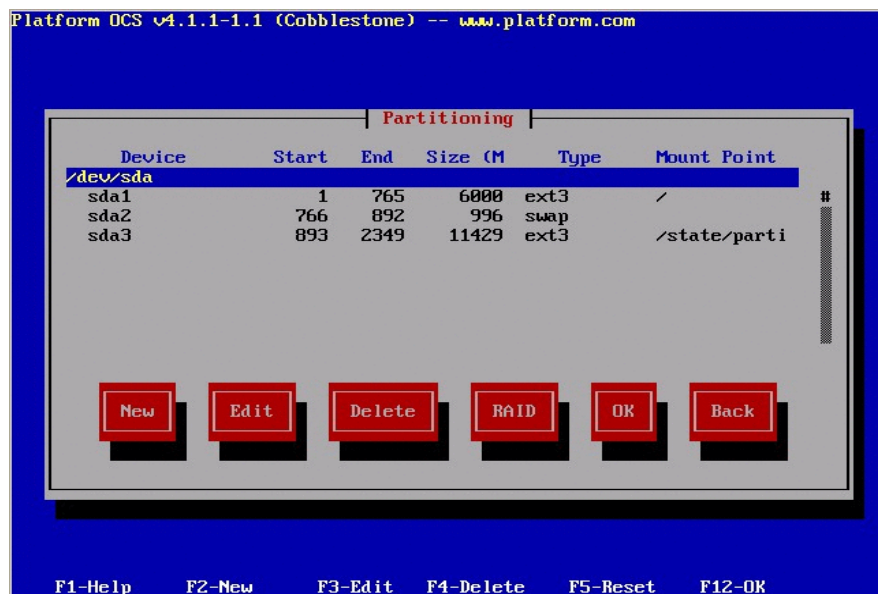 Platform OCS v4.1.1-1.1 (Cobblestone) -- www.platform.com
Partitioning
Device Start End Size (M Type Mount Point
/dev/sda
sda1 1 765 6000 ext3 / #
sda2 766 892 996 swap
sda3 893 2349 11429 ext3 /state/parti
New Edit Delete RAID OK Back
F1-Help F2-New F3-Edit F4-Delete F5-Reset F12-OK